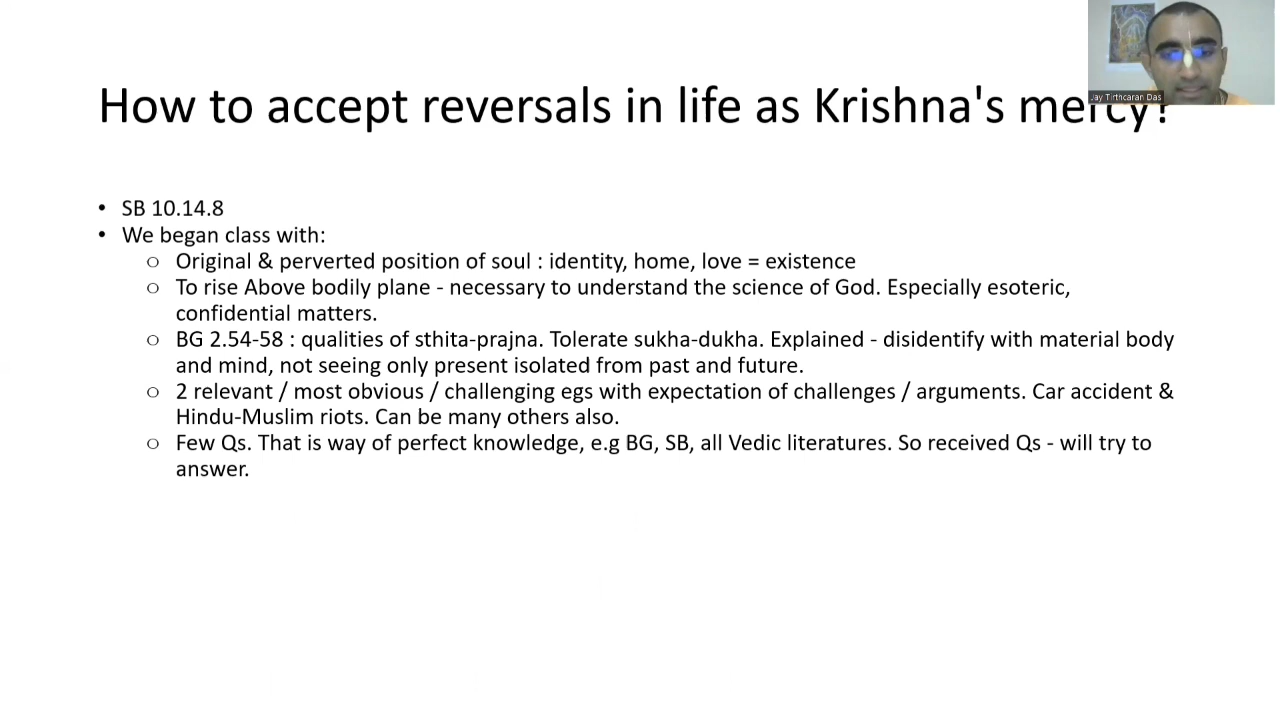 How to accept reversals in life as Krishna's mercy?
Jay Tirthcaran Das
• SB 10.14.8
• We began class with:
○ Original & perverted position of soul : identity, home, love = existence
○ To rise Above bodily plane - necessary to understand the science of God. Especially esoteric,
confidential matters.
○ BG 2.54-58 : qualities of sthita-prajna. Tolerate sukha-dukha. Explained - disidentify with material body
and mind, not seeing only present isolated from past and future.
○ 2 relevant / most obvious / challenging egs with expectation of challenges / arguments. Car accident &
Hindu-Muslim riots. Can be many others also.
○ Few Qs. That is way of perfect knowledge, e.g BG, SB, all Vedic literatures. So received Qs - will try to
answer.